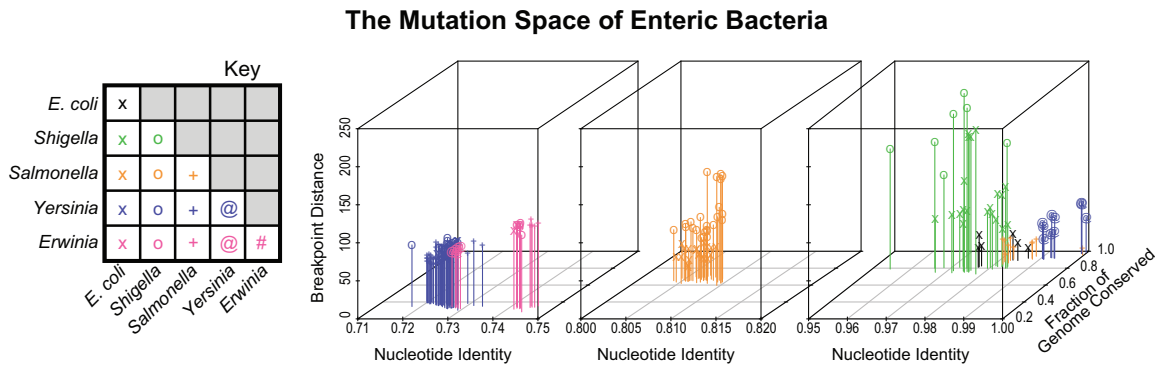 The Mutation Space of Enteric Bacteria
Key
E. coli x
Shigella x o
Salmonella x o +
Yersinia x o + @
Erwinia x o + @ #
E. coli Shigella Salmonella Yersinia Erwinia
Breakpoint Distance
250
200
150
100
50
0
0.71 0.72 0.73 0.74 0.75
Nucleotide Identity
0.800 0.805 0.810 0.815 0.820
Nucleotide Identity
0.95 0.96 0.97 0.98 0.99 1.00
Nucleotide Identity
1.0
0.8
0.6
0.4
0.2
Fraction of
Genome Conserved